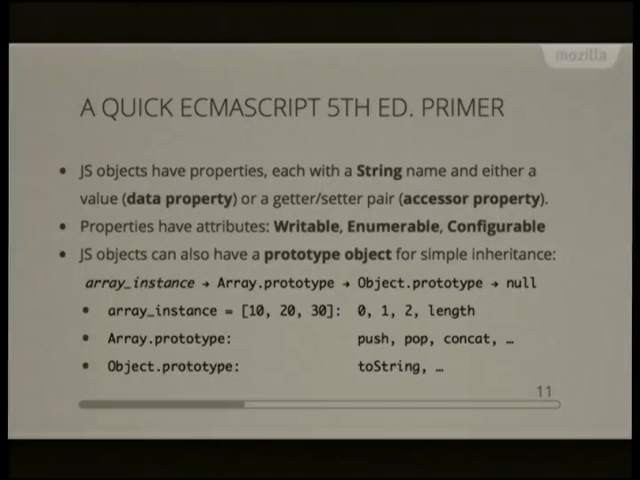 mozilla
A QUICK ECMASCRIPT 5TH ED. PRIMER
• JS objects have properties, each with a String name and either a
value (data property) or a getter/setter pair (accessor property).
• Properties have attributes: Writable, Enumerable, Configurable
• JS objects can also have a prototype object for simple inheritance:
array_instance → Array.prototype → Object.prototype → null
• array_instance = [10, 20, 30]: 0, 1, 2, length
• Array.prototype: push, pop, concat, …
• Object.prototype: toString, …
11